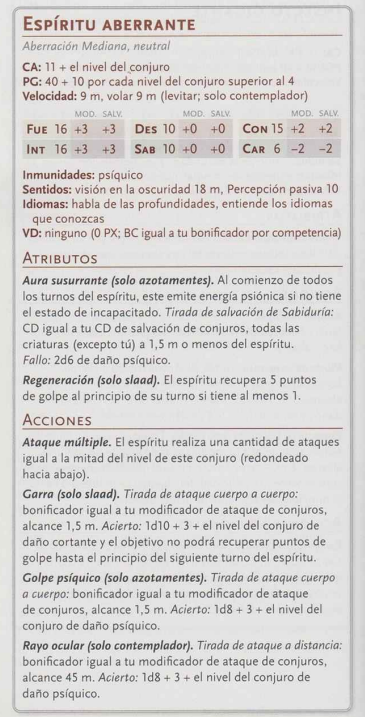 ESPÍRITU ABERRANTE
Aberración Mediana, neutral
CA: 11 + el nivel del conjuro
PG: 40 + 10 por cada nivel del conjuro superior al 4
Velocidad: 9 m, volar 9 m (levitar; solo contemplador)
MOD. SALV. MOD. SALV. MOD. SALV.
FUE 16 +3 +3 DES 10 +0 +0 CON 15 +2 +2
INT 16 +3 +3 SAB 10 +0 +0 CAR 6 −2 −2
Inmunidades: psíquico
Sentidos: visión en la oscuridad 18 m, Percepción pasiva 10
Idiomas: habla de las profundidades, entiende los idiomas
que conozcas
VD: ninguno (0 PX; BC igual a tu bonificador por competencia)
ATRIBUTOS
Aura susurrante (solo azotamentes). Al comienzo de todos
los turnos del espíritu, este emite energía psiónica si no tiene
el estado de incapacitado. Tirada de salvación de Sabiduría:
CD igual a tu CD de salvación de conjuros, todas las
criaturas (excepto tú) a 1,5 m o menos del espíritu.
Fallo: 2d6 de daño psíquico.
Regeneración (solo slaad). El espíritu recupera 5 puntos
de golpe al principio de su turno si tiene al menos 1.
ACCIONES
Ataque múltiple. El espíritu realiza una cantidad de ataques
igual a la mitad del nivel de este conjuro (redondeado
hacia abajo).
Garra (solo slaad). Tirada de ataque cuerpo a cuerpo:
bonificador igual a tu modificador de ataque de conjuros,
alcance 1,5 m. Acierto: 1d10 + 3 + el nivel del conjuro de
daño cortante y el objetivo no podrá recuperar puntos de
golpe hasta el principio del siguiente turno del espíritu.
Golpe psíquico (solo azotamentes). Tirada de ataque cuerpo
a cuerpo: bonificador igual a tu modificador de ataque
de conjuros, alcance 1,5 m. Acierto: 1d8 + 3 + el nivel del
conjuro de daño psíquico.
Rayo ocular (solo contemplador). Tirada de ataque a distancia:
bonificador igual a tu modificador de ataque de conjuros,
alcance 45 m. Acierto: 1d8 + 3 + el nivel del conjuro de
daño psíquico.